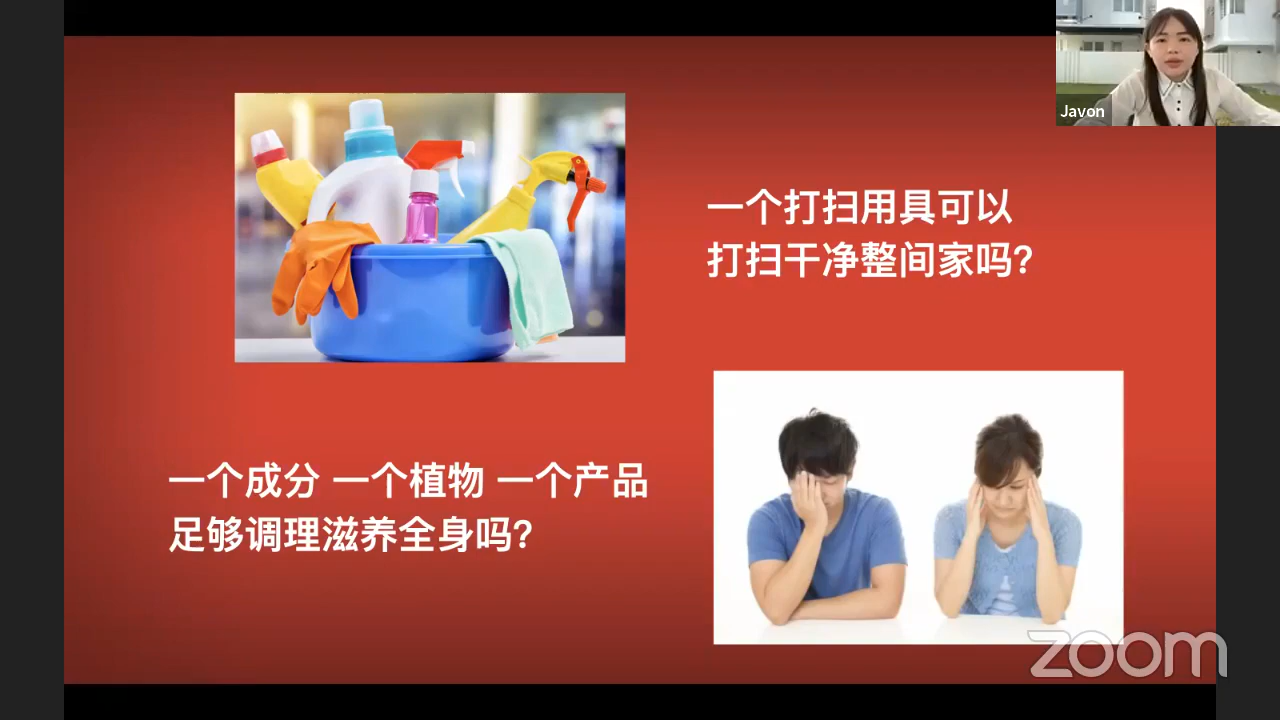 Javon
一个打扫用具可以
打扫干净整间家吗?
一个成分 一个植物 一个产品
足够调理滋养全身吗?
zoom